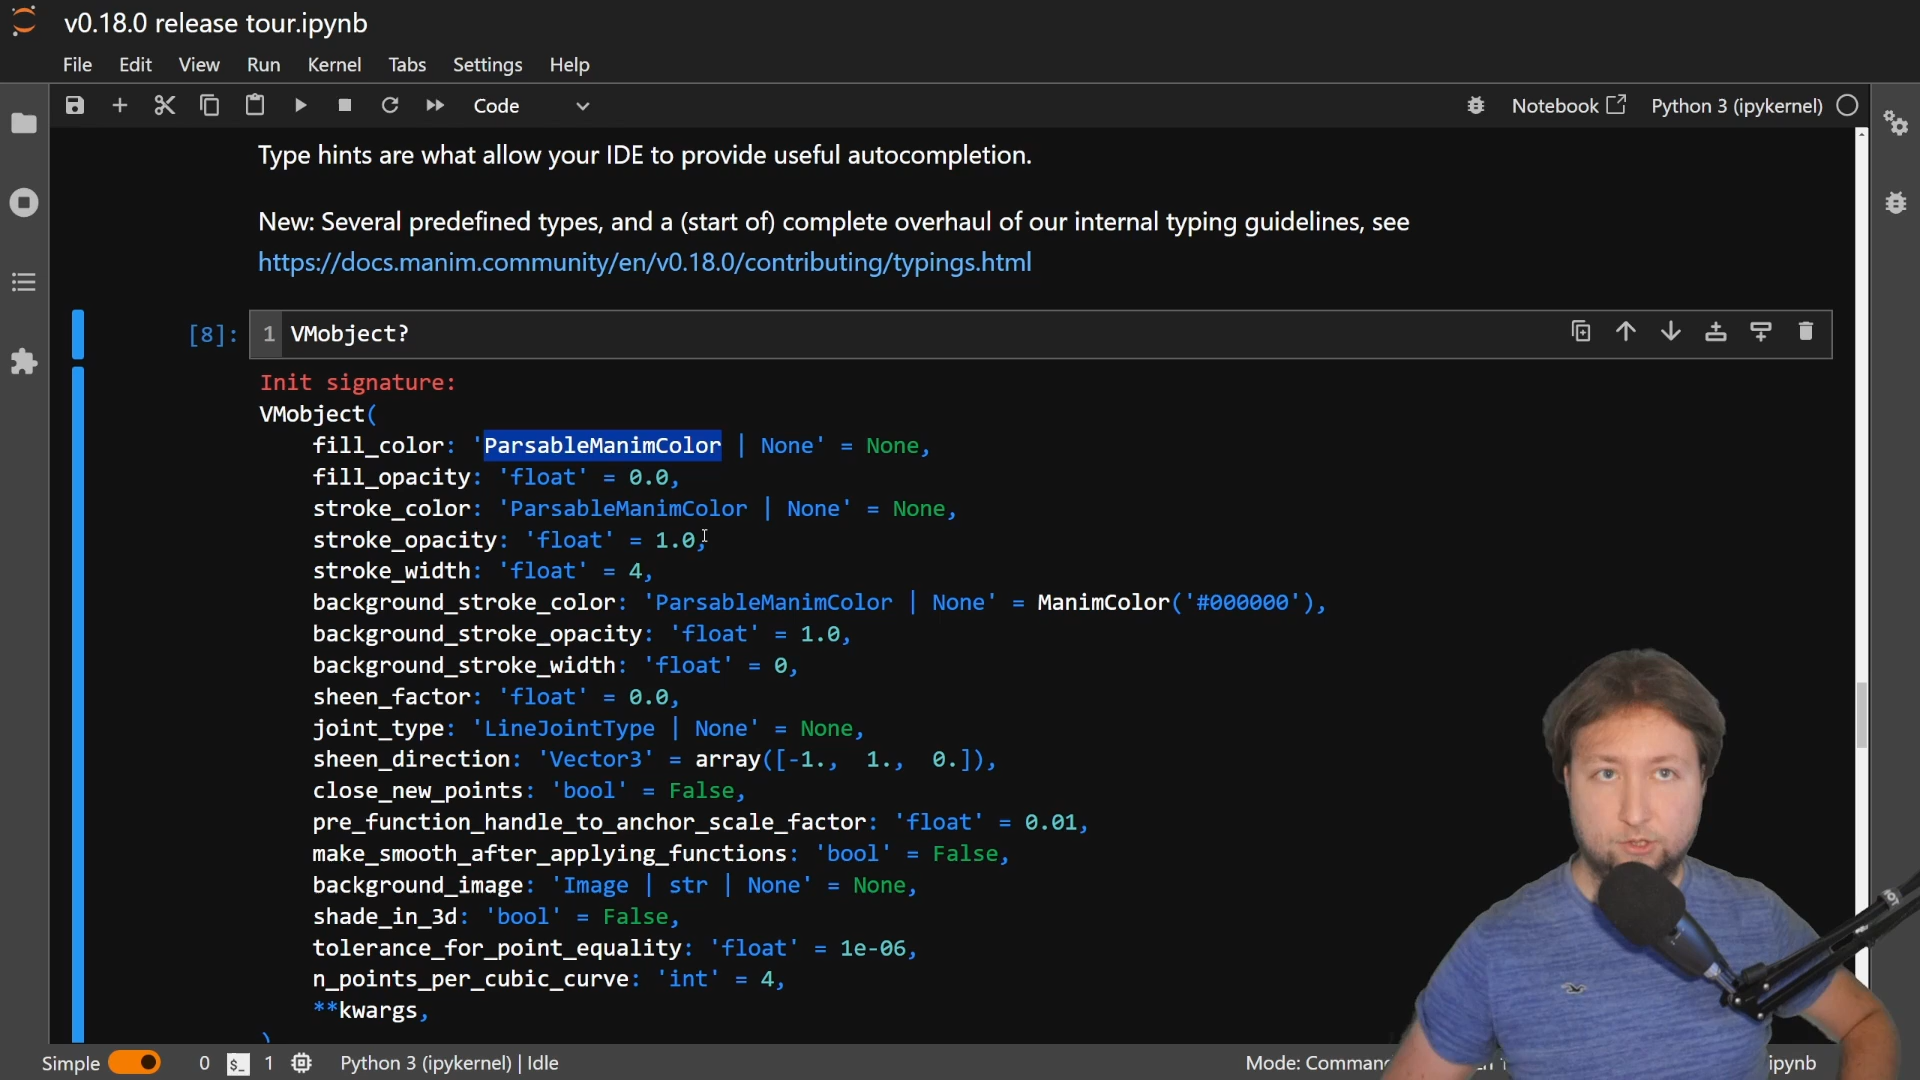 v0.18.0 release tour.ipynb
File Edit View Run Kernel Tabs Settings Help
Code
Notebook Python 3 (ipykernel)
Type hints are what allow your IDE to provide useful autocompletion.
New: Several predefined types, and a (start of) complete overhaul of our internal typing guidelines, see
https://docs.manim.community/en/v0.18.0/contributing/typings.html
[8]: 1 VMobject?
Init signature:
VMobject(
fill_color: 'ParsableManimColor | None' = None,
fill_opacity: 'float' = 0.0,
stroke_color: 'ParsableManimColor | None' = None,
stroke_opacity: 'float' = 1.0,
stroke_width: 'float' = 4,
background_stroke_color: 'ParsableManimColor | None' = ManimColor('#000000'),
background_stroke_opacity: 'float' = 1.0,
background_stroke_width: 'float' = 0,
sheen_factor: 'float' = 0.0,
joint_type: 'LineJointType | None' = None,
sheen_direction: 'Vector3' = array([-1., 1., 0.]),
close_new_points: 'bool' = False,
pre_function_handle_to_anchor_scale_factor: 'float' = 0.01,
make_smooth_after_applying_functions: 'bool' = False,
background_image: 'Image | str | None' = None,
shade_in_3d: 'bool' = False,
tolerance_for_point_equality: 'float' = 1e-06,
n_points_per_cubic_curve: 'int' = 4,
**kwargs,
)
Simple 0 $_ 1 Python 3 (ipykernel) | Idle Mode: Comman ipynb